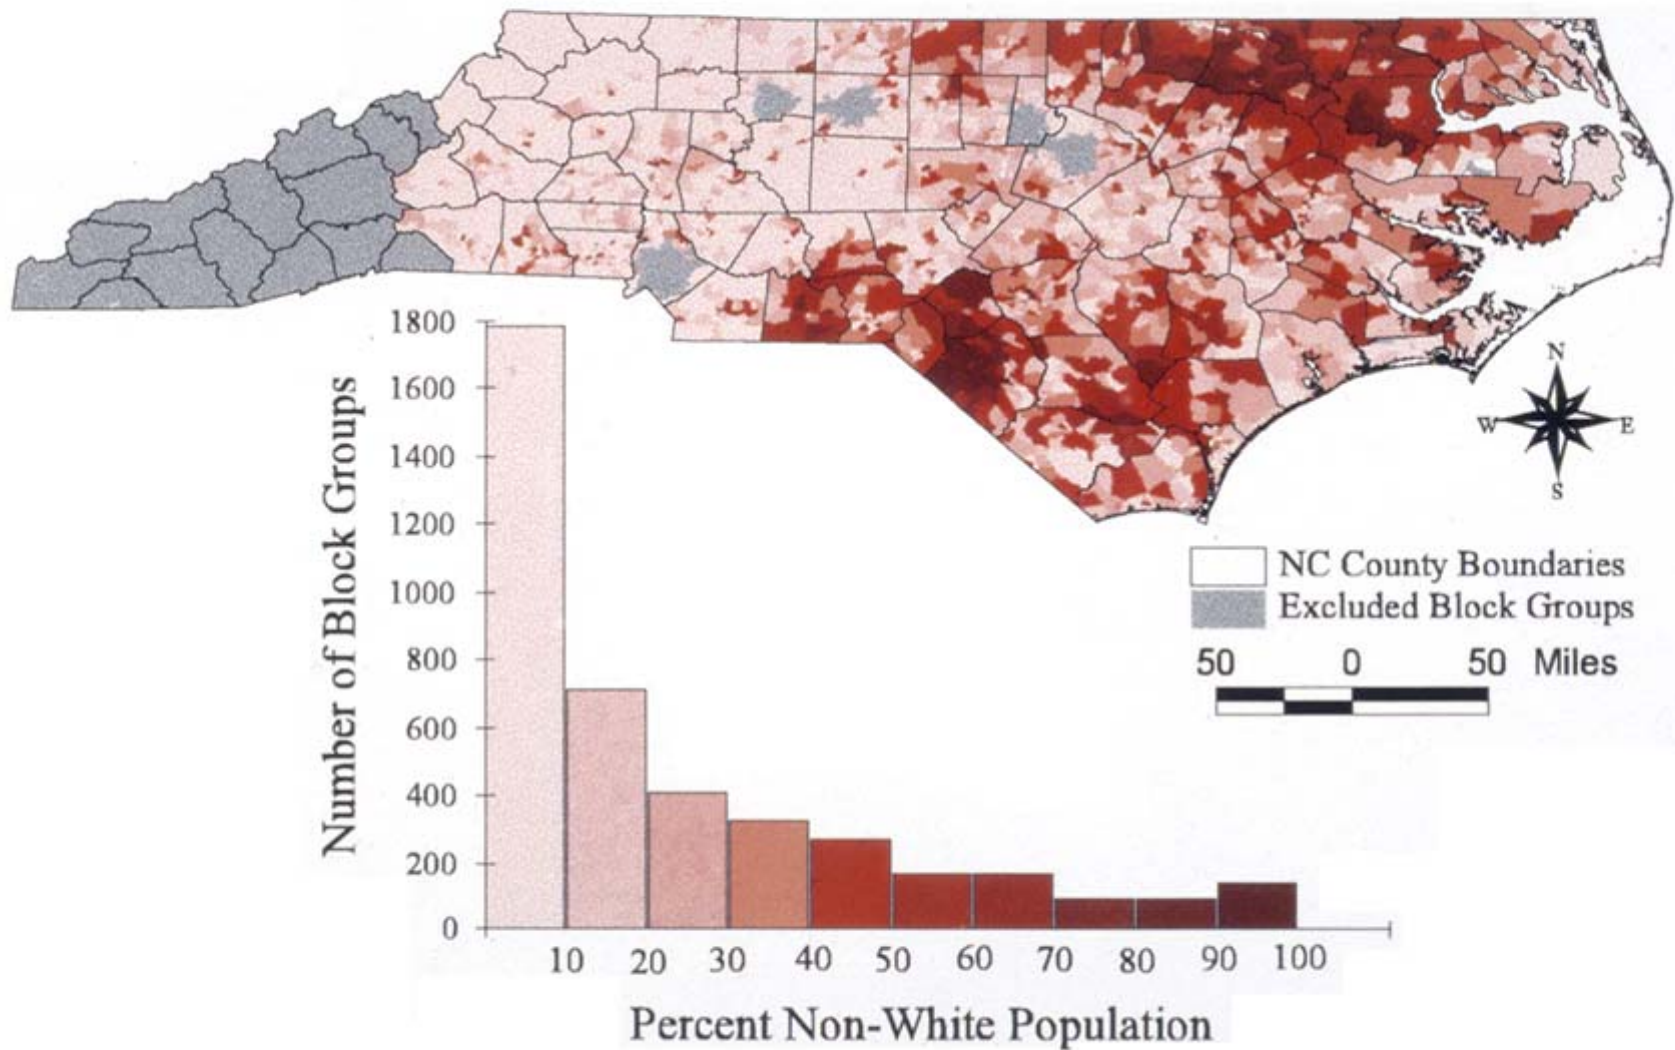 N
W E
S
NC County Boundaries
Excluded Block Groups
50 0 50 Miles
Number of Block Groups
1800
1600
1400
1200
1000
800
600
400
200
0
10 20 30 40 50 60 70 80 90 100
Percent Non-White Population